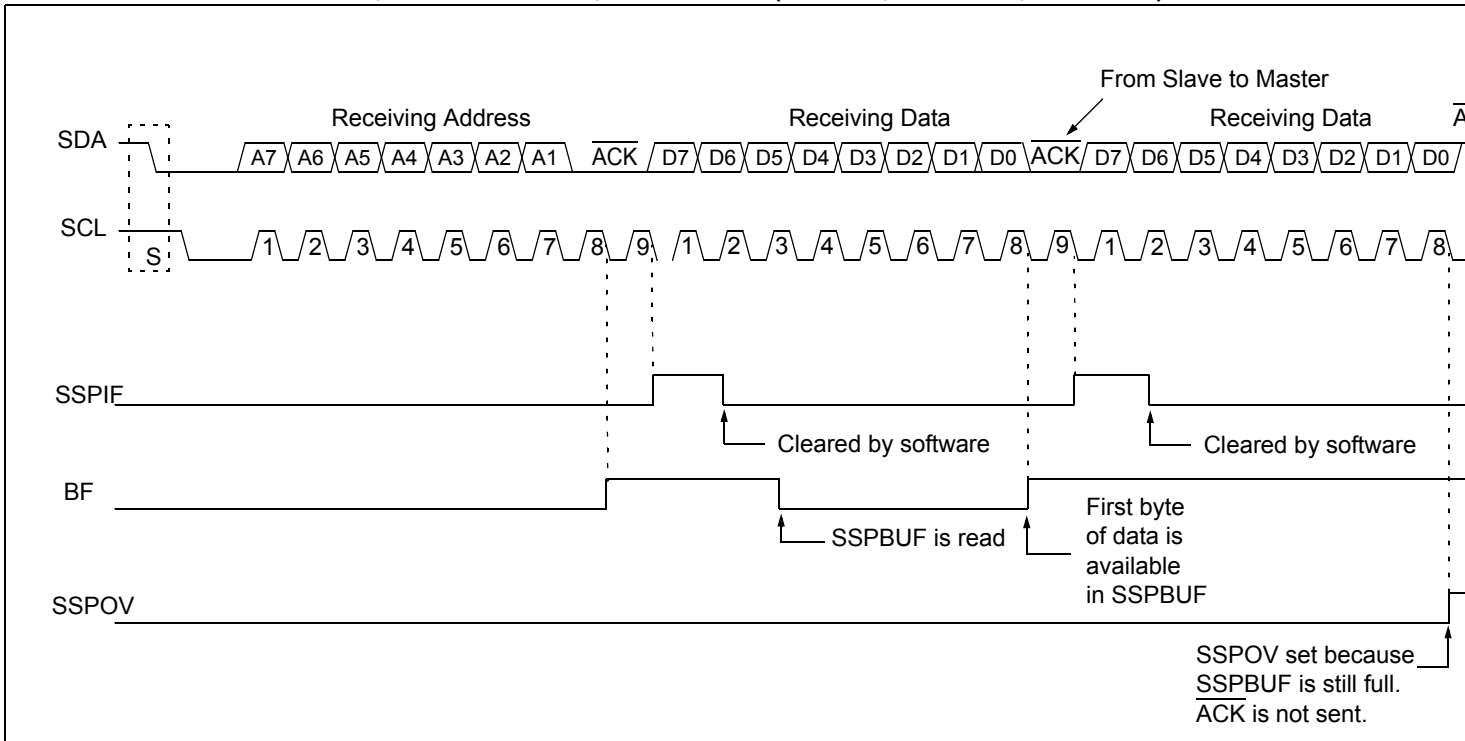 From Slave to Master
Receiving Address
Receiving Data
Receiving Data
SDA
A7 A6 A5 A4 A3 A2 A1 ACK D7 D6 D5 D4 D3 D2 D1 D0 ACK D7 D6 D5 D4 D3 D2 D1 D0
SCL
S
1 2 3 4 5 6 7 8 9 1 2 3 4 5 6 7 8 9 1 2 3 4 5 6 7 8
SSPIF
Cleared by software
Cleared by software
BF
SSPBUF is read
First byte
of data is
available
in SSPBUF
SSPOV
SSPOV set because
SSPBUF is still full.
ACK is not sent.